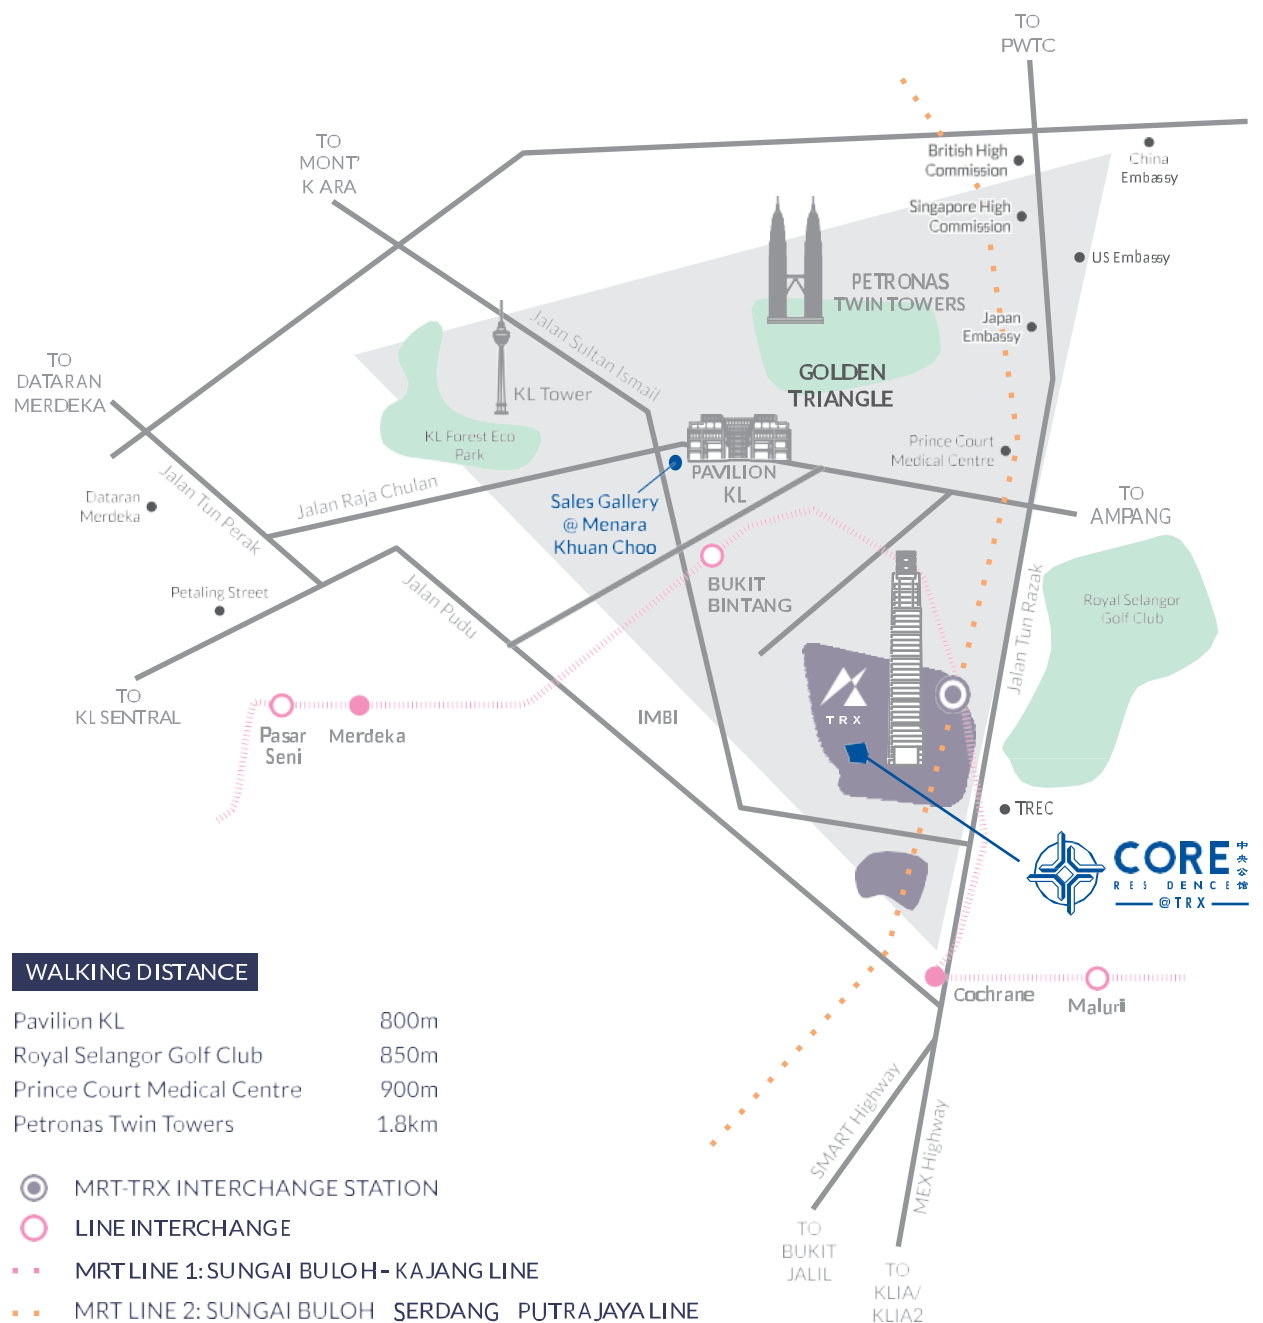 TO
PWTC
TO
MONT'
K ARA
British High
Commission
China
Embassy
Singapore High
Commission
US Embassy
PETRONAS
TWIN TOWERS
Japan
Embassy
Jalan Sultan Ismail
TO
DATARAN
MERDEKA
GOLDEN
TRIANGLE
KL Tower
KL Forest Eco
Park
Prince Court
Medical Centre
PAVILION
KL
Jalan Raja Chulan
Jalan Tun Perak
Dataran
Merdeka
Sales Gallery
@ Menara
Khuan Choo
TO
AMPANG
Petaling Street
Jalan Pudu
BUKIT
BINTANG
Jalan Tun Razak
Royal Selangor
Golf Club
TO
KL SENTRAL
Pasar
Seni
Merdeka
IMBI
TRX
TREC
CORE
RES DENCE
@TRX
中央公馆
Cochrane
Maluri
WALKING DISTANCE
Pavilion KL 800m
Royal Selangor Golf Club 850m
Prince Court Medical Centre 900m
Petronas Twin Towers 1.8km
SMART Highway
MEX Highway
TO
BUKIT
JALIL
TO
KLIA/
KLIA2
MRT-TRX INTERCHANGE STATION
LINE INTERCHANGE
MRT LINE 1: SUNGAI BULOH - KAJANG LINE
MRT LINE 2: SUNGAI BULOH SERDANG PUTRAJAYA LINE